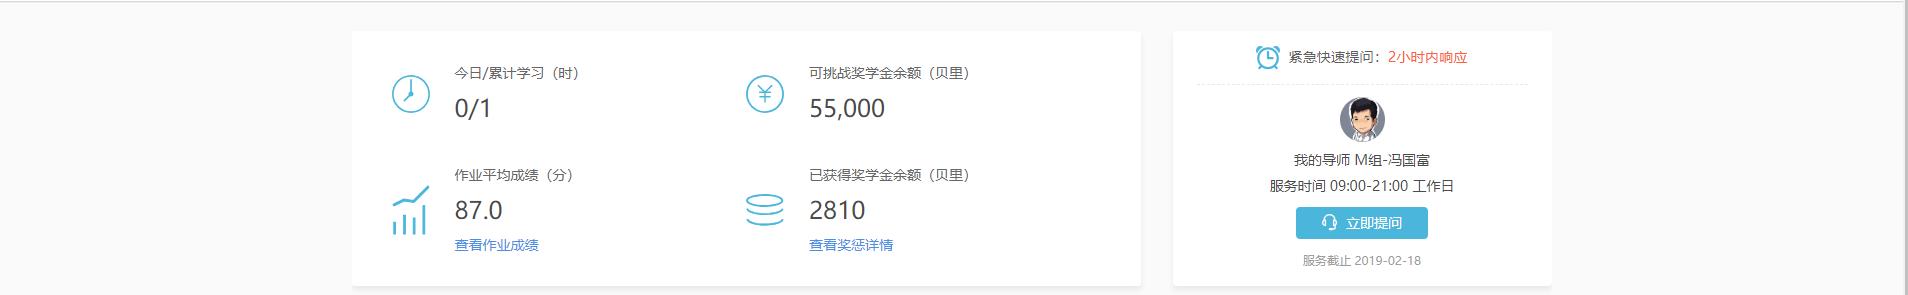 今日/累计学习（时）
0/1
可挑战奖学金余额（贝里）
55,000
作业平均成绩（分）
87.0
查看作业成绩
已获得奖学金余额（贝里）
2810
查看奖惩详情
紧急快速提问：2小时内响应
我的导师 M组-冯国富
服务时间 09:00-21:00 工作日
立即提问
服务截止 2019-02-18